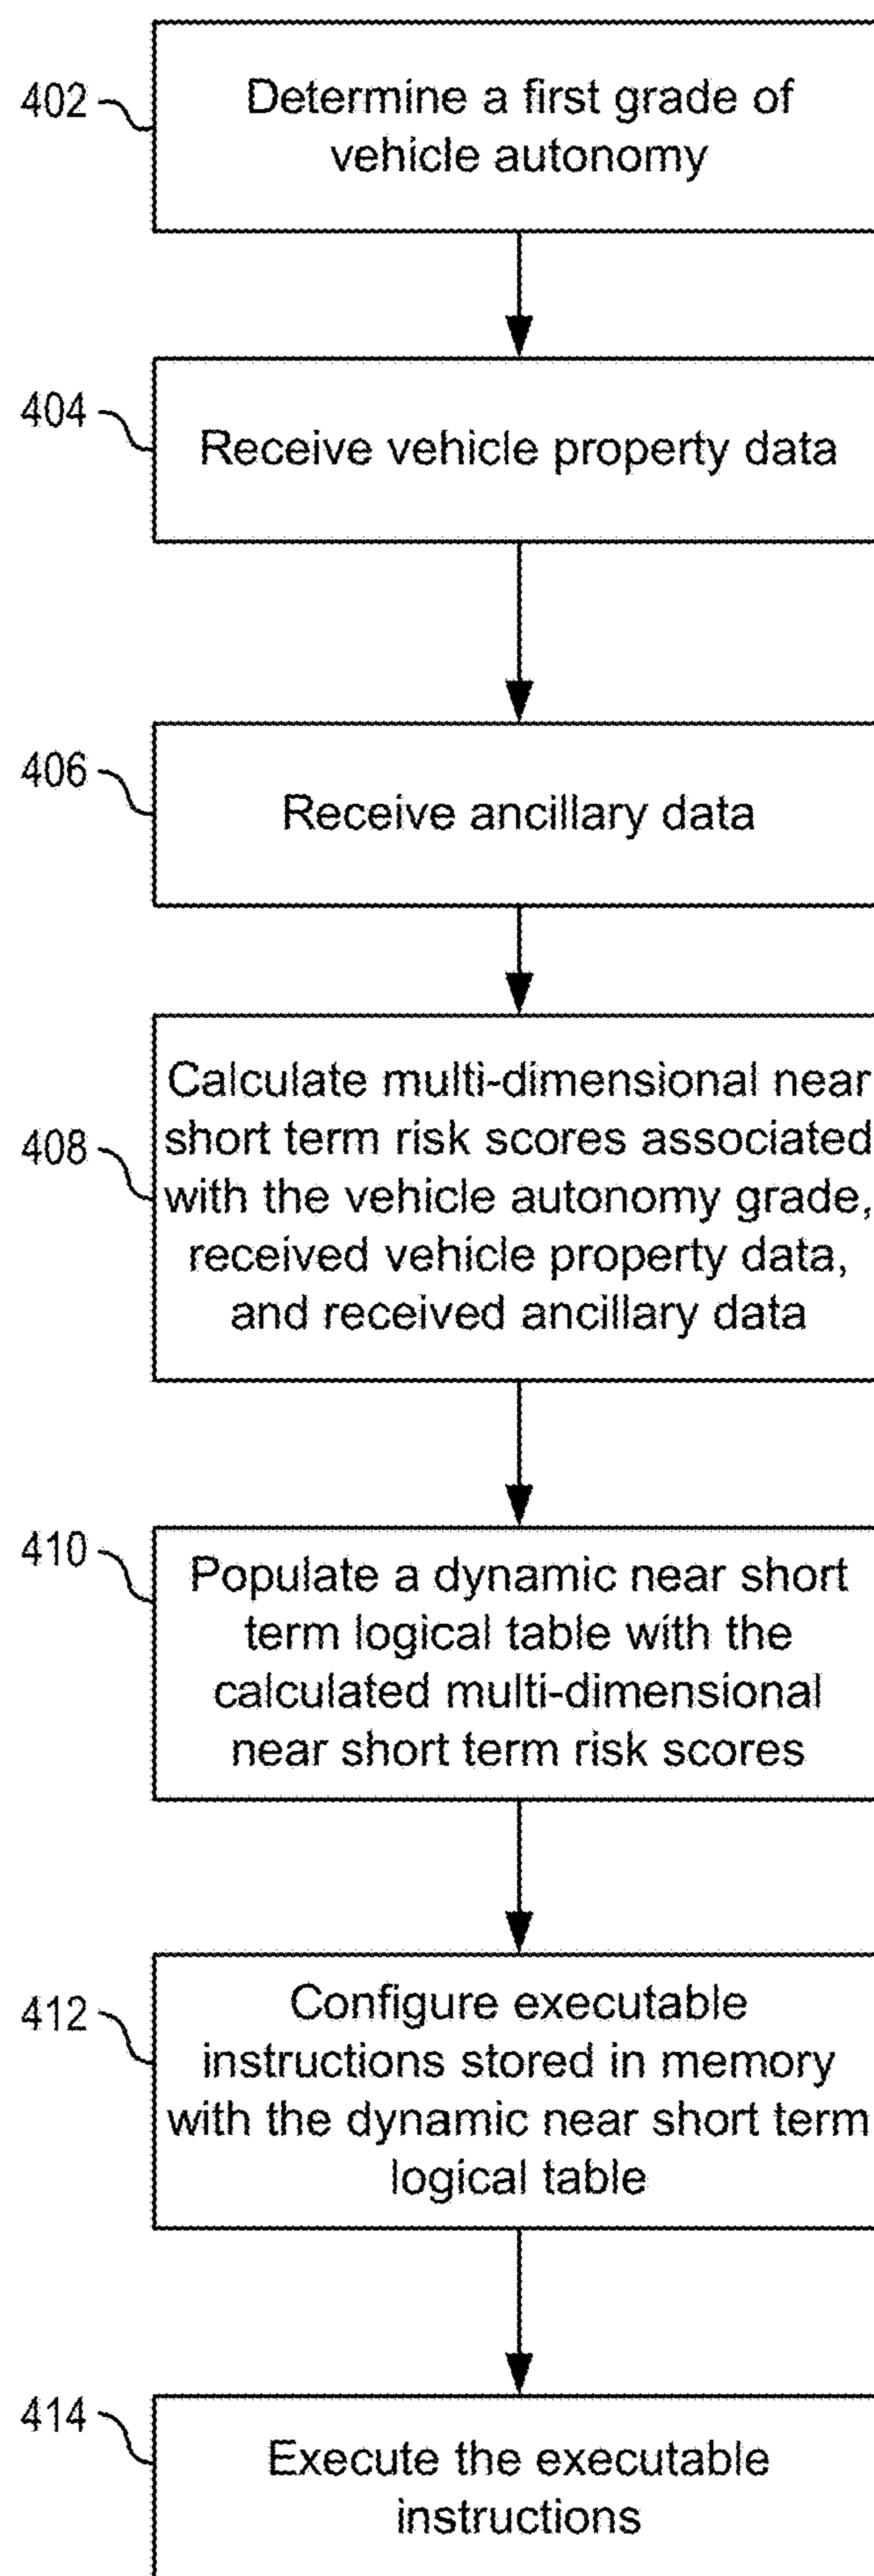 402
Determine a first grade of
vehicle autonomy
404
Receive vehicle property data
406
Receive ancillary data
408
Calculate multi-dimensional near
short term risk scores associated
with the vehicle autonomy grade,
received vehicle property data,
and received ancillary data
410
Populate a dynamic near short
term logical table with the
calculated multi-dimensional
near short term risk scores
412
Configure executable
instructions stored in memory
with the dynamic near short term
logical table
414
Execute the executable
instructions